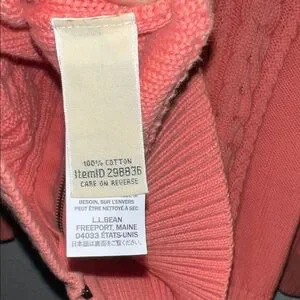 100% COTTON
ItemID 298836
CARE ON REVERSE
BESOIN, SUR L'ENVERS
PEUT ÊTRE NETTOYÉ À SEC
L.L.BEAN
FREEPORT, MAINE
04033 ÉTATS-UNIS
日本語は裏面をご覧ください